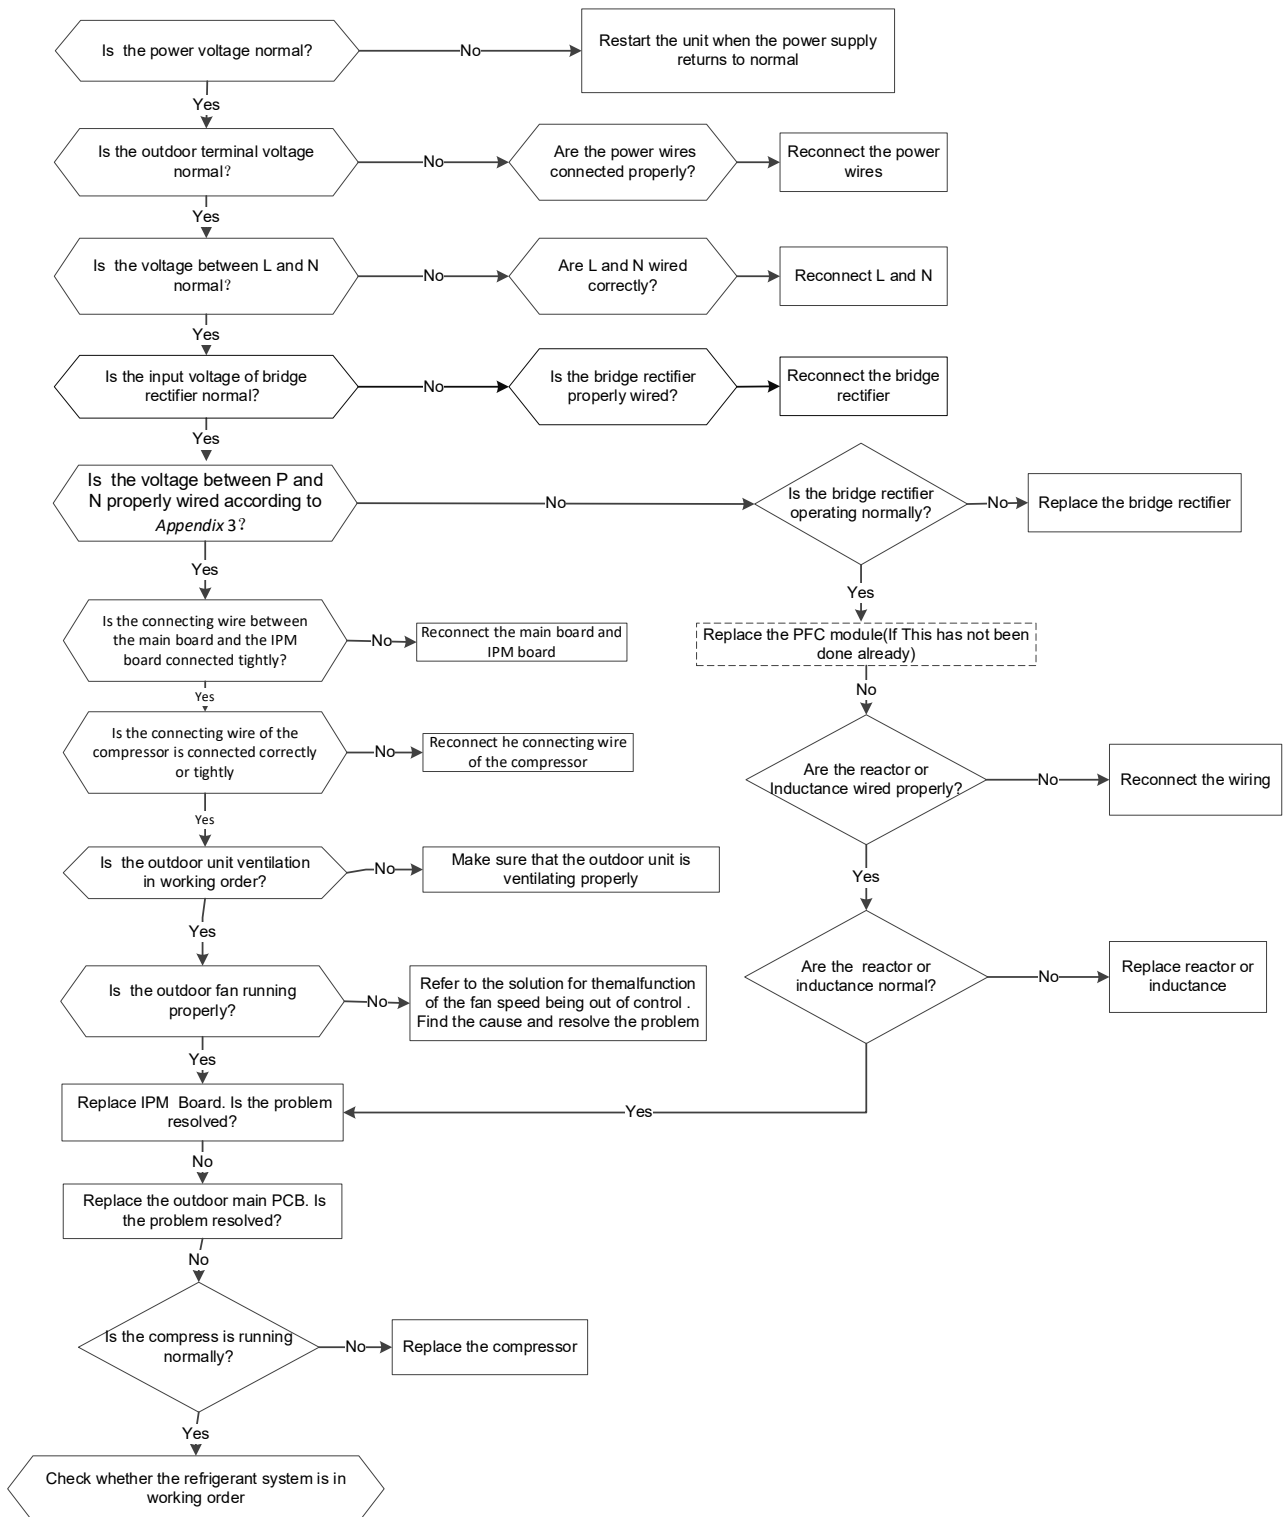 Is the power voltage normal?
No
Restart the unit when the power supply
returns to normal
Yes
Is the outdoor terminal voltage
normal?
No
Are the power wires
connected properly?
Reconnect the power
wires
Yes
Is the voltage between L and N
normal?
No
Are L and N wired
correctly?
Reconnect L and N
Yes
Is the input voltage of bridge
rectifier normal?
No
Is the bridge rectifier
properly wired?
Reconnect the bridge
rectifier
Yes
Is the voltage between P and
N properly wired according to
Appendix 3?
No
Is the bridge rectifier
operating normally?
No
Replace the bridge rectifier
Yes
Yes
Is the connecting wire between
the main board and the IPM
board connected tightly?
No
Reconnect the main board and
IPM board
Replace the PFC module(If This has not been
done already)
Yes
No
Is the connecting wire of the
compressor is connected correctly
or tightly
No
Reconnect he connecting wire
of the compressor
Are the reactor or
Inductance wired properly?
No
Reconnect the wiring
Yes
Is the outdoor unit ventilation
in working order?
No
Make sure that the outdoor unit is
ventilating properly
Yes
Yes
Are the reactor or
inductance normal?
No
Replace reactor or
inductance
Is the outdoor fan running
properly?
No
Refer to the solution for themalfunction
of the fan speed being out of control .
Find the cause and resolve the problem
Yes
Replace IPM Board. Is the problem
resolved?
Yes
No
Replace the outdoor main PCB. Is
the problem resolved?
No
Is the compress is running
normally?
No
Replace the compressor
Yes
Check whether the refrigerant system is in
working order